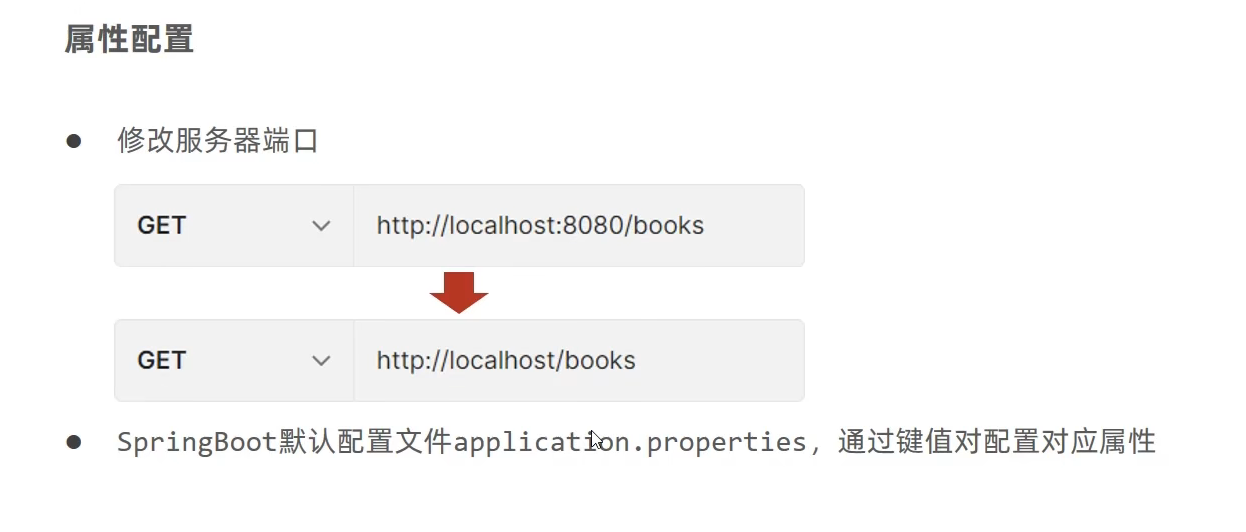 属性配置
● 修改服务器端口
GET http://localhost:8080/books
GET http://localhost/books
● SpringBoot默认配置文件application.properties，通过键值对配置对应属性